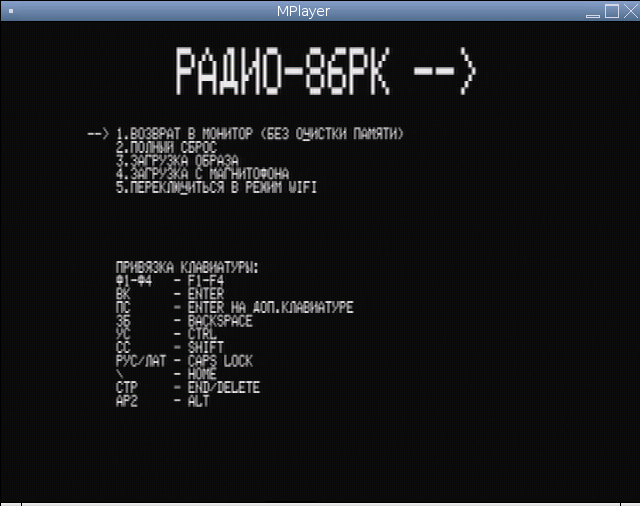 MPlayer
РАДИО-86РК -->
--> 1.ВОЗВРАТ В МОНИТОР (БЕЗ ОЧИСТКИ ПАМЯТИ)
2.ПОЛНЫЙ СБРОС
3.ЗАГРУЗКА ОБРАЗА
4.ЗАГРУЗКА С МАГНИТОФОНА
5.ПЕРЕКЛЮЧИТЬСЯ В РЕЖИМ WIFI
ПРИВЯЗКА КЛАВИАТУРЫ:
Ф1-Ф4 - F1-F4
ВК - ENTER
ПС - ENTER НА ДОП.КЛАВИАТУРЕ
ЗБ - BACKSPACE
УС - CTRL
СС - SHIFT
РУС/ЛАТ - CAPS LOCK
\ - HOME
СТР - END/DELETE
АР2 - ALT